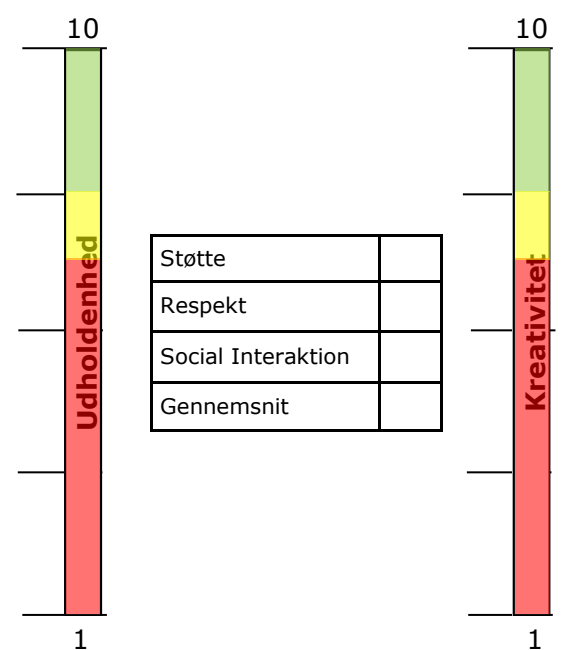 10
10
Udholdenhed
Støtte
Respekt
Social Interaktion
Gennemsnit
Kreativitet
1
1